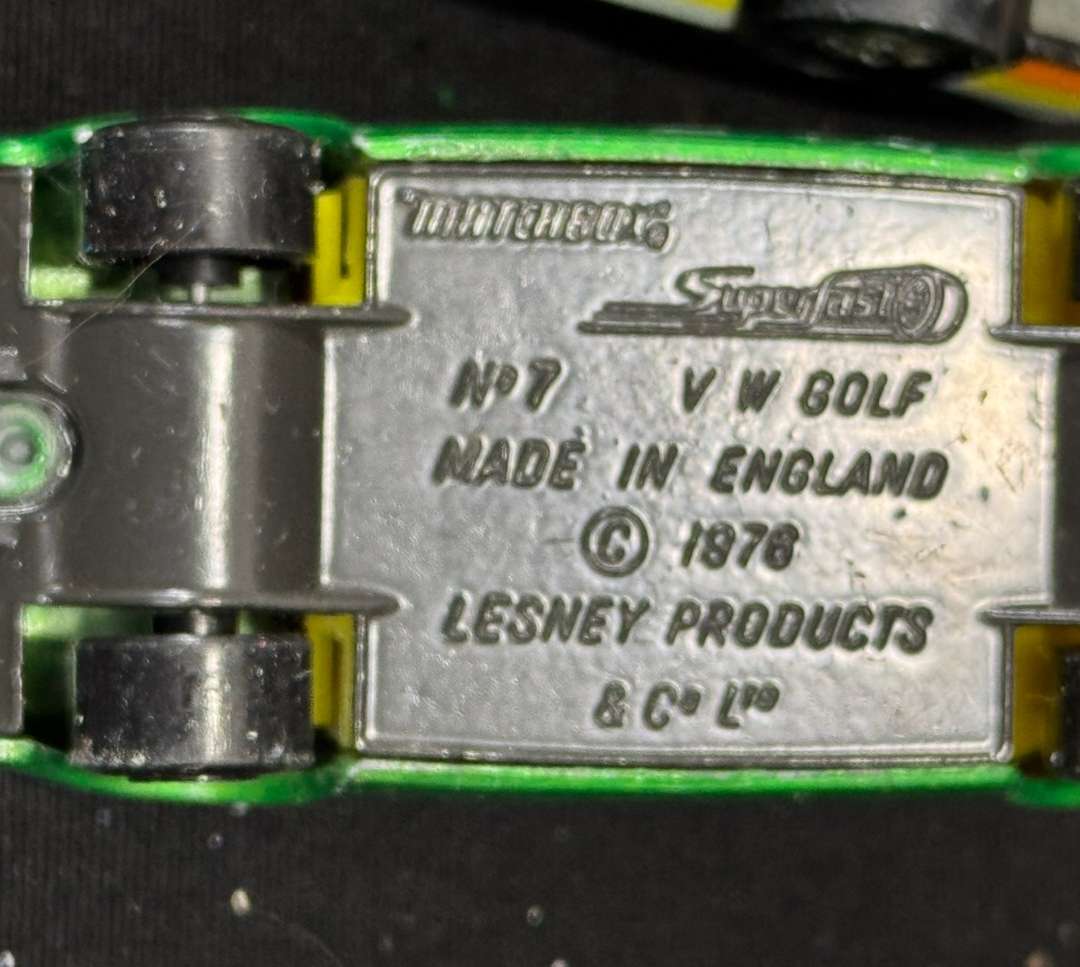 "MATCHBOX"®
Superfast
Nº7 V W GOLF
MADE IN ENGLAND
© 1976
LESNEY PRODUCTS
& Cº Lᵀᴰ